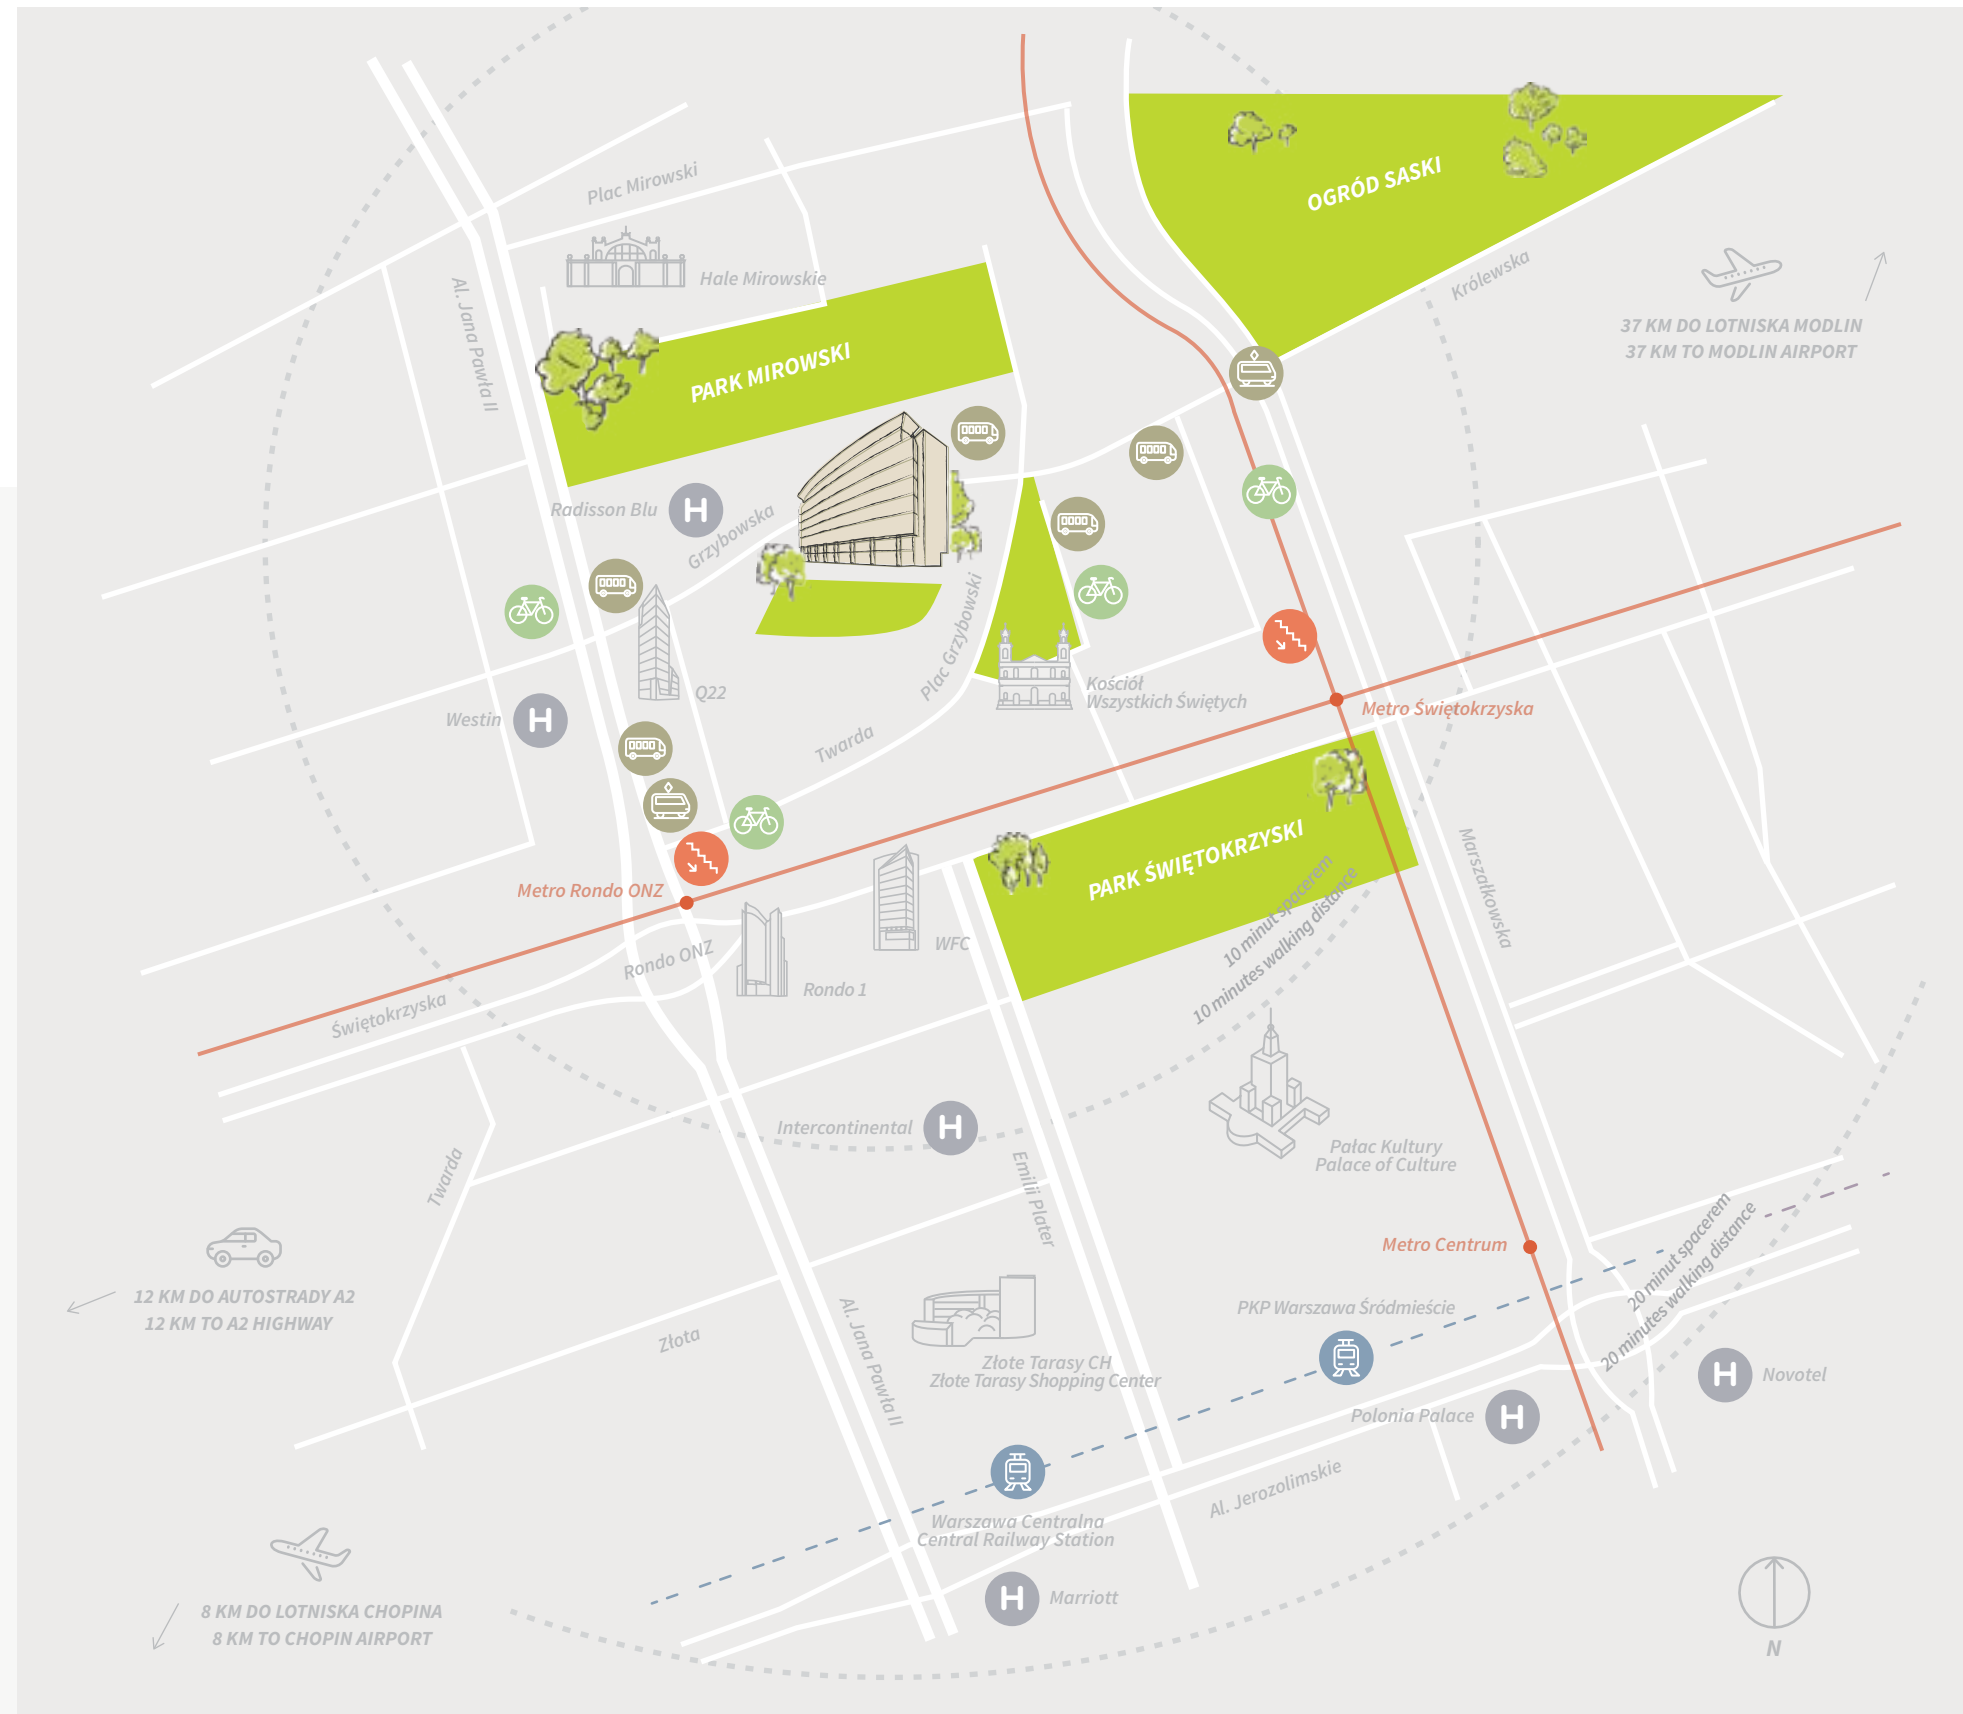 Plac Mirowski
OGRÓD SASKI
Hale Mirowskie
Al. Jana Pawła II
Królewska
37 KM DO LOTNISKA MODLIN
37 KM TO MODLIN AIRPORT
PARK MIROWSKI
Radisson Blu
H
Grzybowska
Plac Grzybowski
Q22
Kościół
Wszystkich Świętych
Westin
H
Metro Świętokrzyska
Twarda
PARK ŚWIĘTOKRZYSKI
Marszałkowska
Metro Rondo ONZ
10 minut spacerem
10 minutes walking distance
Rondo ONZ
WFC
Rondo 1
Świętokrzyska
Intercontinental
H
Pałac Kultury
Palace of Culture
Twarda
Emilii Plater
Metro Centrum
20 minut spacerem
20 minutes walking distance
12 KM DO AUTOSTRADY A2
12 KM TO A2 HIGHWAY
PKP Warszawa Śródmieście
Złota
Al. Jana Pawła II
Złote Tarasy CH
Złote Tarasy Shopping Center
H
Novotel
Polonia Palace
H
Al. Jerozolimskie
Warszawa Centralna
Central Railway Station
H
Marriott
8 KM DO LOTNISKA CHOPINA
8 KM TO CHOPIN AIRPORT
N